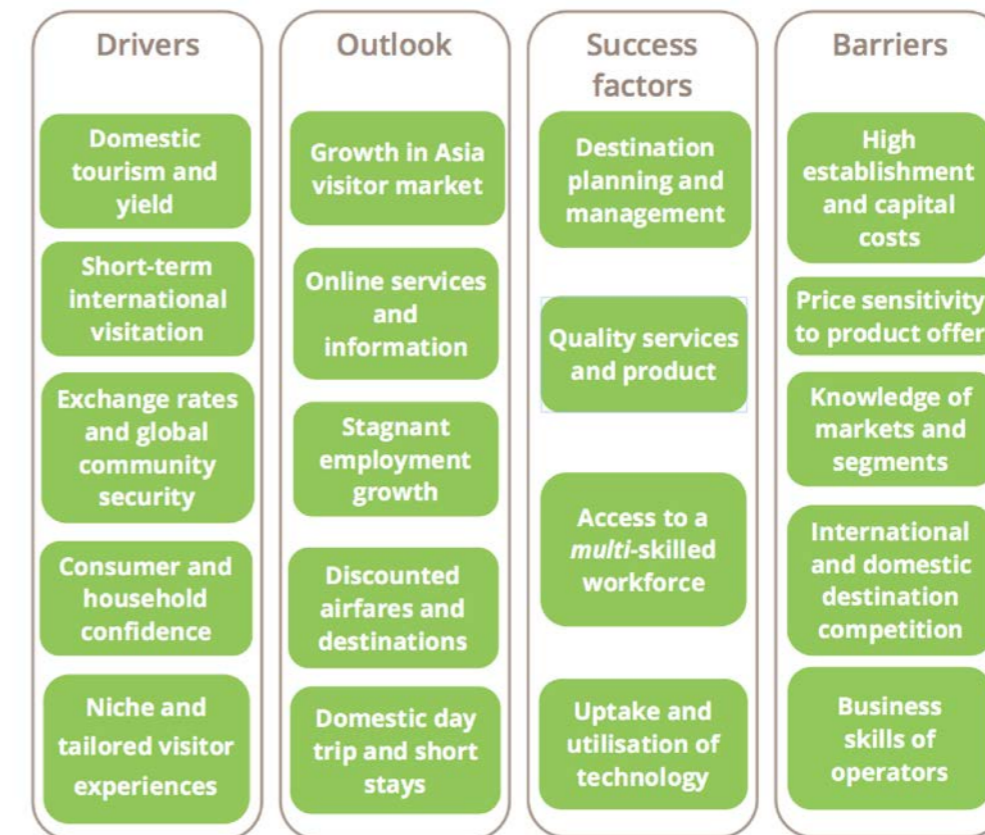 Drivers
Domestic
tourism and
yield
Short-term
international
visitation
Exchange rates
and global
community
security
Consumer and
household
confidence
Niche and
tailored visitor
experiences
Outlook
Growth in Asia
visitor market
Online services
and
information
Stagnant
employment
growth
Discounted
airfares and
destinations
Domestic day
trip and short
stays
Success
factors
Destination
planning and
management
Quality services
and product
Access to a
multi-skilled
workforce
Uptake and
utilisation of
technology
Barriers
High
establishment
and capital
costs
Price sensitivity
to product offer
Knowledge of
markets and
segments
International
and domestic
destination
competition
Business
skills of
operators